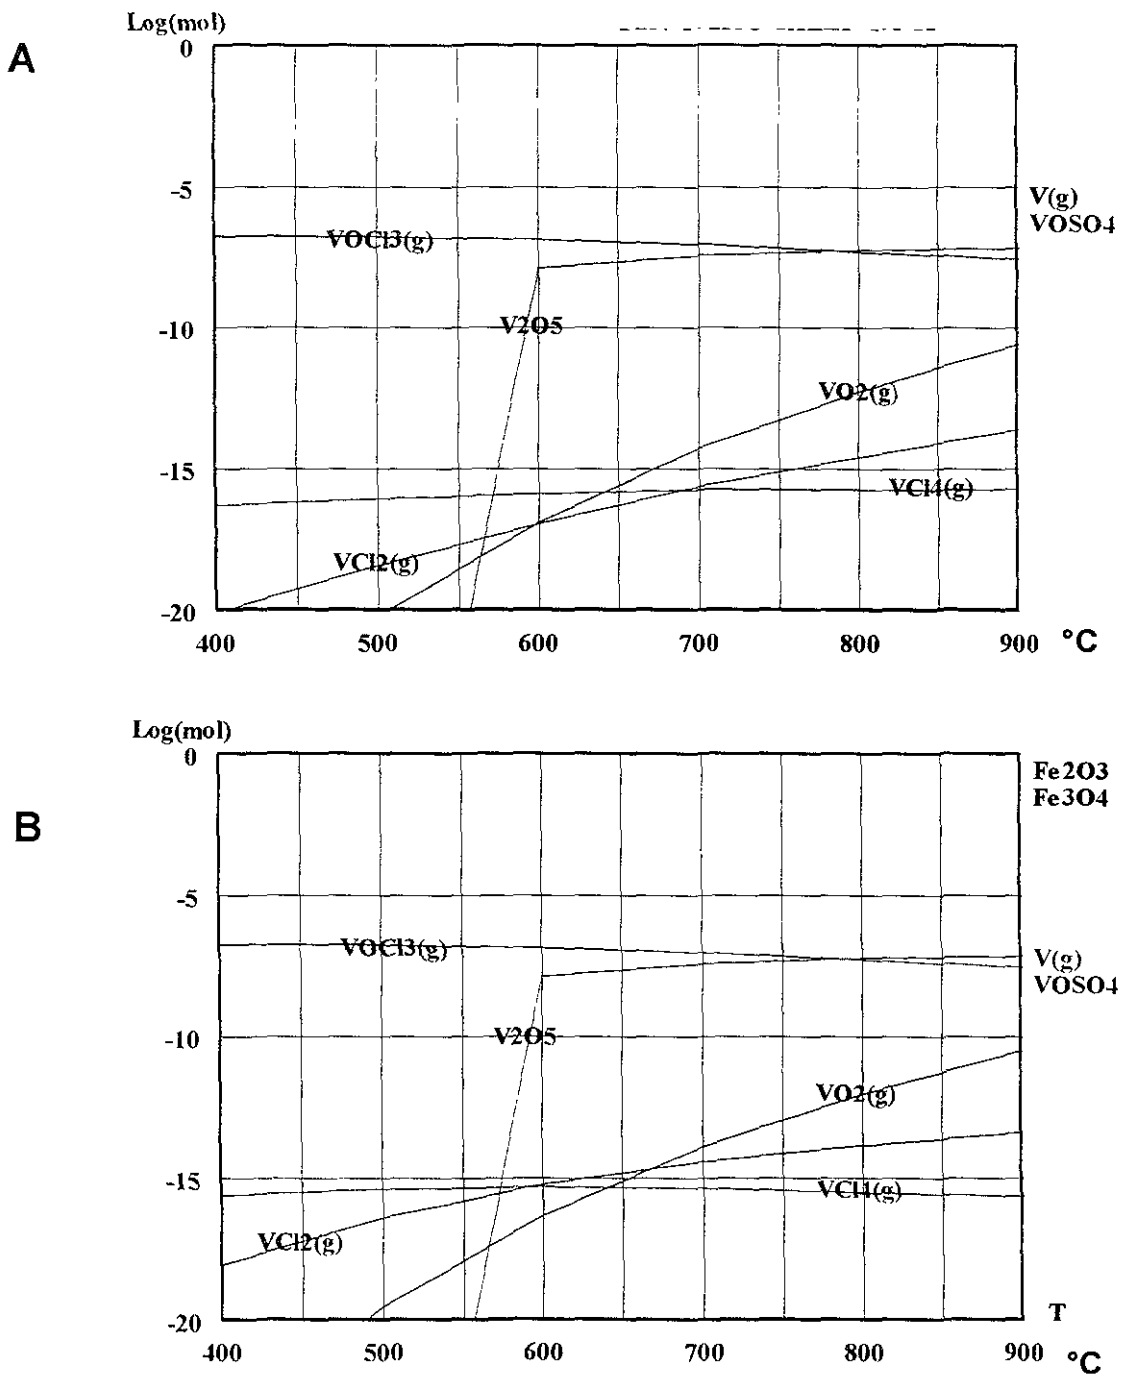 Log(mol)
A
0
-5
V(g)
VOSO4
VOCl3(g)
-10
V2O5
VO2(g)
-15
VCl4(g)
VCl2(g)
-20
400 500 600 700 800 900 °C
Log(mol)
0
Fe2O3
Fe3O4
B
-5
VOCl3(g)
V(g)
VOSO4
-10
V2O5
VO2(g)
-15
VCl4(g)
VCl2(g)
-20
T
400 500 600 700 800 900 °C